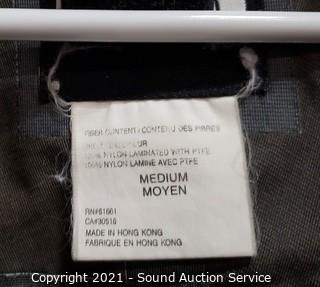 FIBER CONTENT / CONTENU DES FIBRES
100% NYLON LAMINATED WITH PTFE
100% NYLON LAMINE AVEC PTFE
MEDIUM
MOYEN
RN#61661
CA#30516
MADE IN HONG KONG
FABRIQUE EN HONG KONG
Copyright 2021 - Sound Auction Service